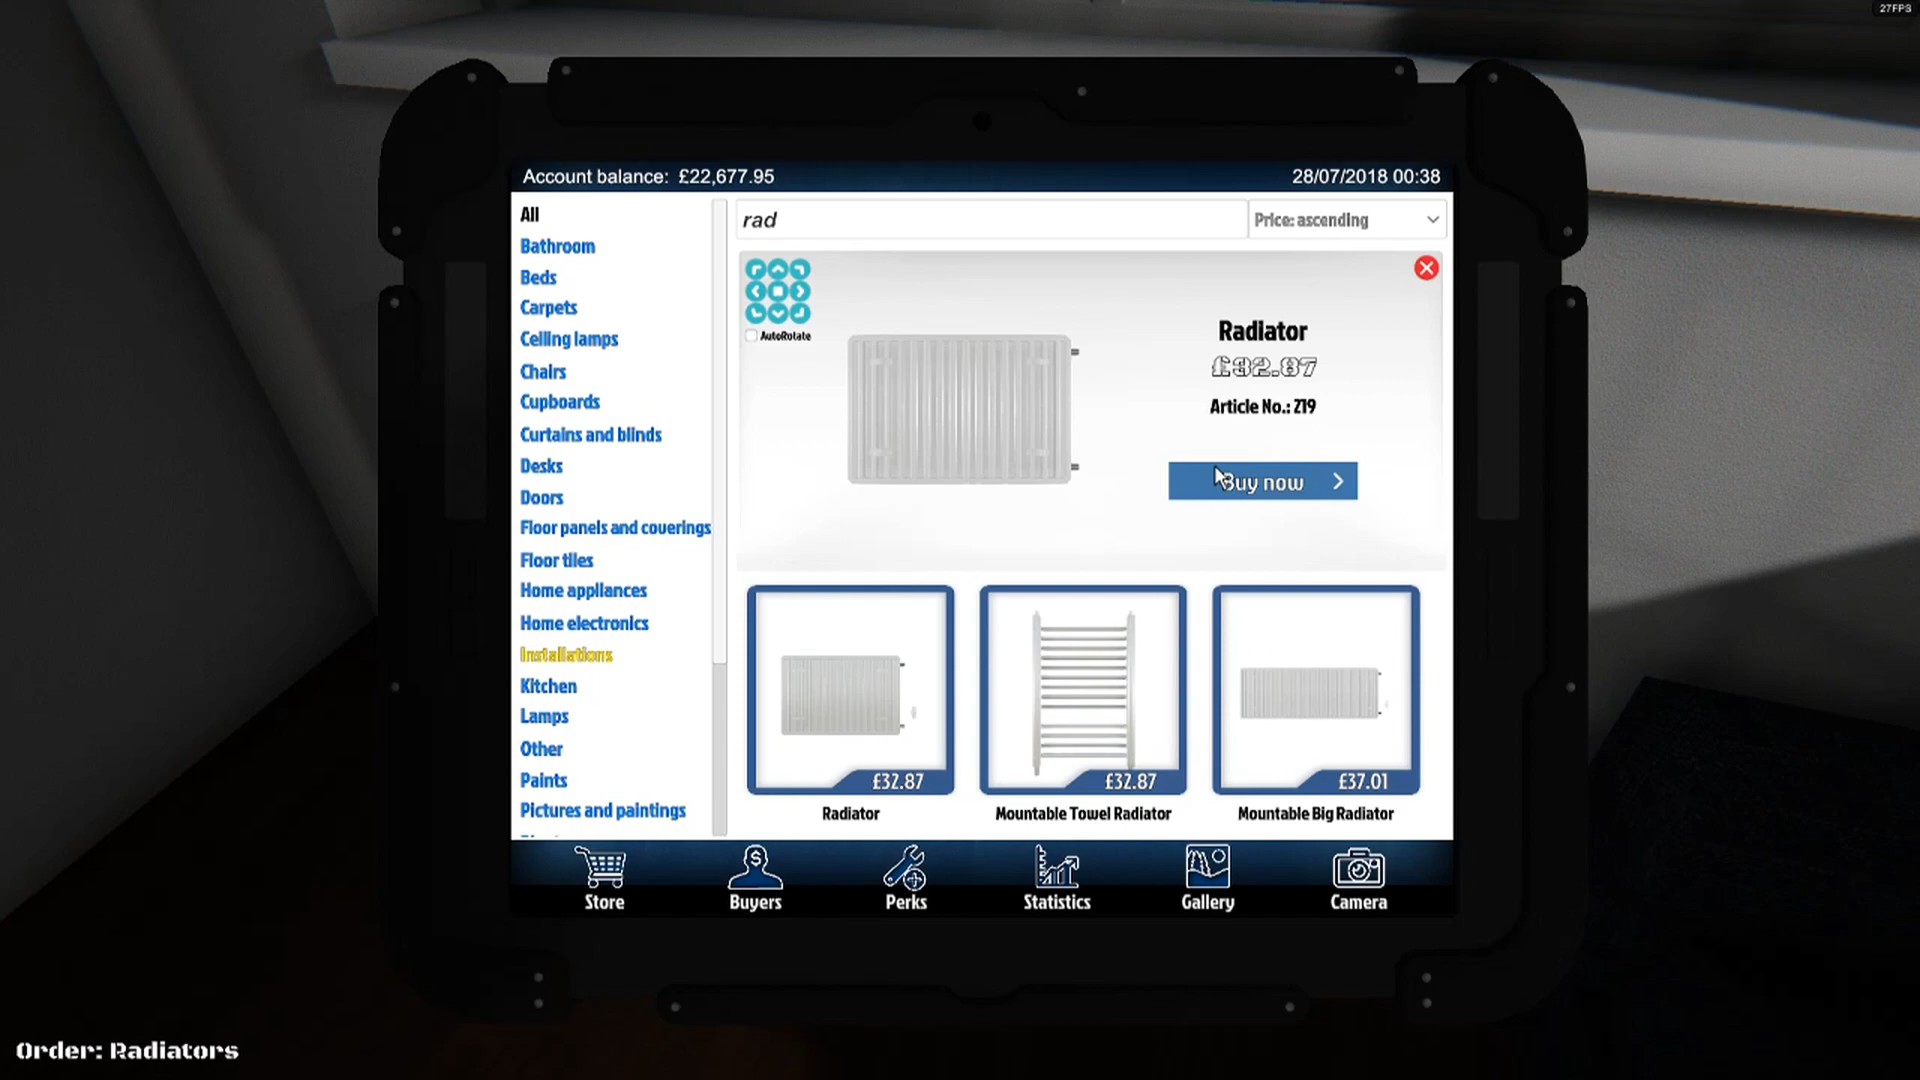 27FPS
Account balance: £22,677.95
28/07/2018 00:38
All
Bathroom
Beds
Carpets
Ceiling lamps
Chairs
Cupboards
Curtains and blinds
Desks
Doors
Floor panels and coverings
Floor tiles
Home appliances
Home electronics
Installations
Kitchen
Lamps
Other
Paints
Pictures and paintings
rad
Price: ascending
AutoRotate
Radiator
£32.87
Article No.: 219
Buy now
£32.87
Radiator
£32.87
Mountable Towel Radiator
£37.01
Mountable Big Radiator
Store
Buyers
Perks
Statistics
Gallery
Camera
Order: Radiators